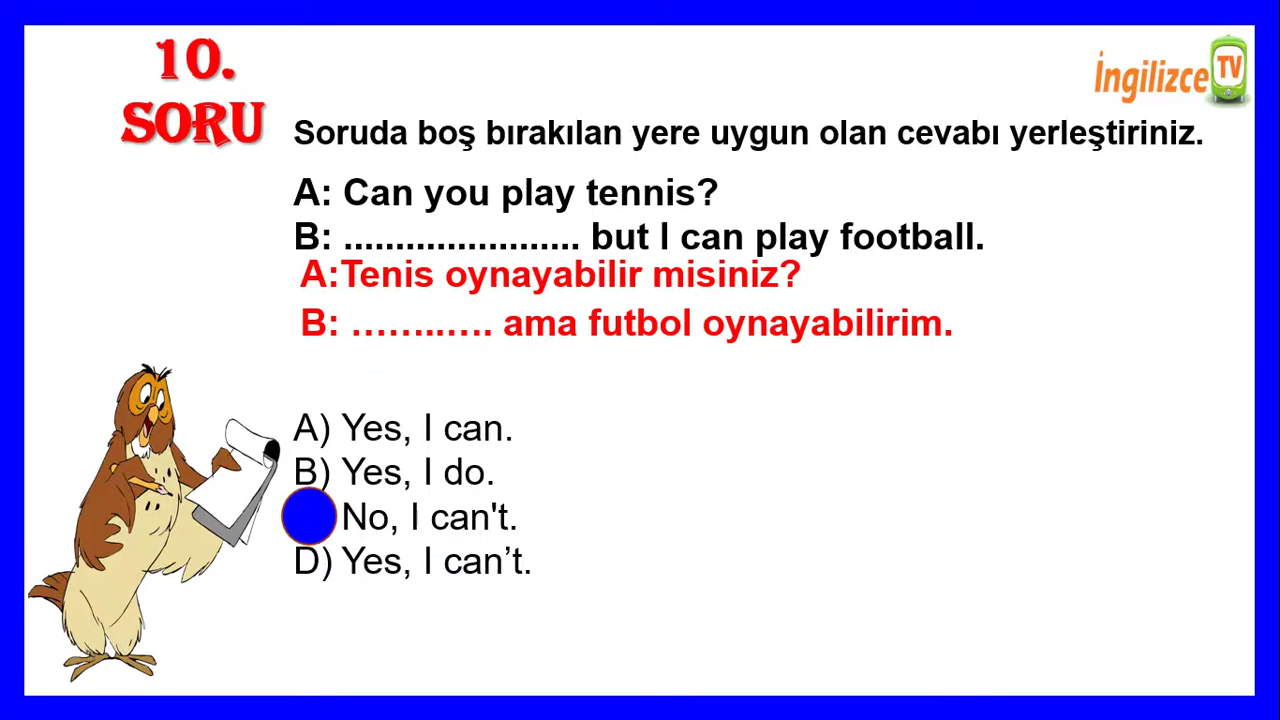 10.
SORU
İngilizce TV
Soruda boş bırakılan yere uygun olan cevabı yerleştiriniz.
A: Can you play tennis?
B: ....................... but I can play football.
A:Tenis oynayabilir misiniz?
B: ……..…. ama futbol oynayabilirim.
A) Yes, I can.
B) Yes, I do.
No, I can't.
D) Yes, I can’t.